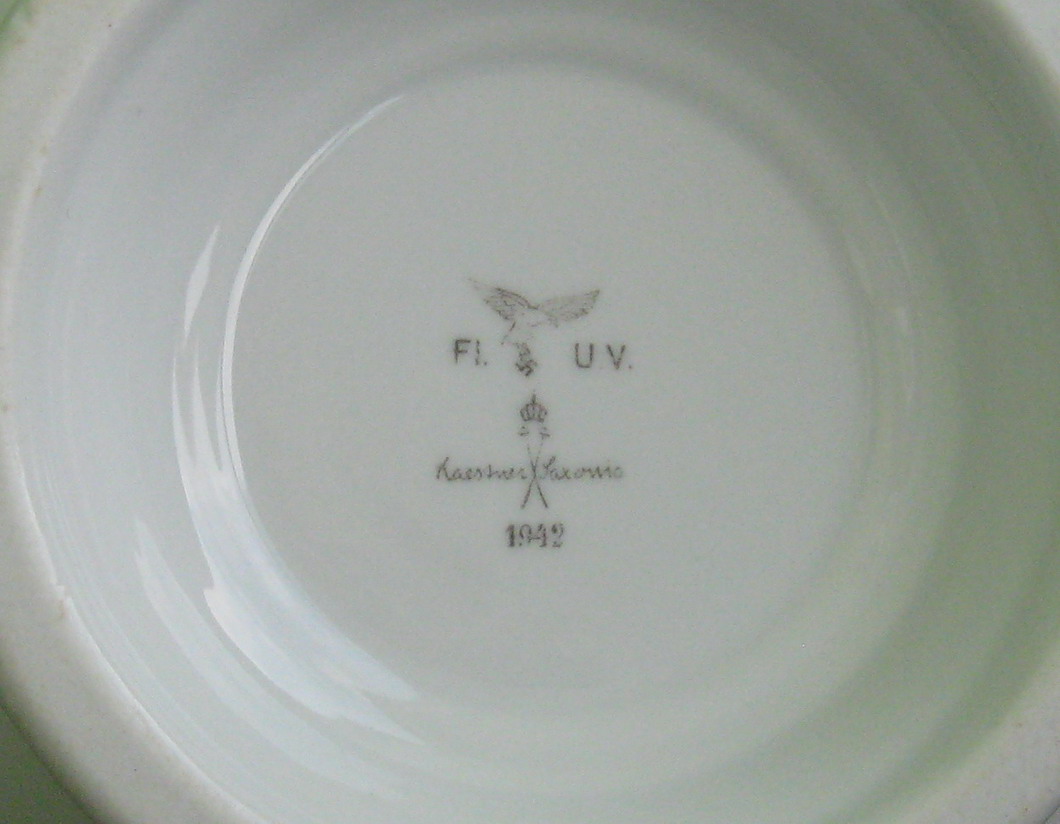 Fl. U V.
Kaestner Saxonia
1942